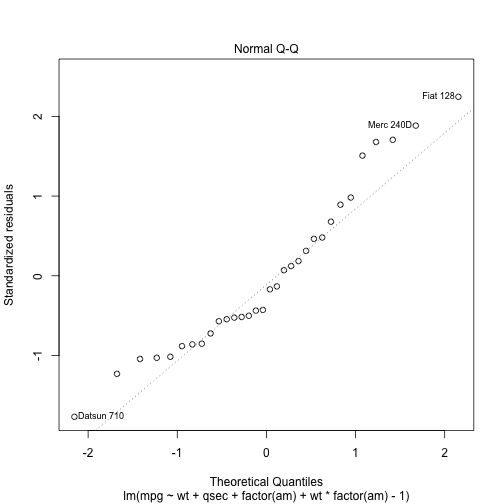 Normal Q-Q
Fiat 128
Merc 240D
Datsun 710
Standardized residuals
2
1
0
-1
-2
-1
0
1
2
Theoretical Quantiles
lm(mpg ~ wt + qsec + factor(am) + wt * factor(am) - 1)